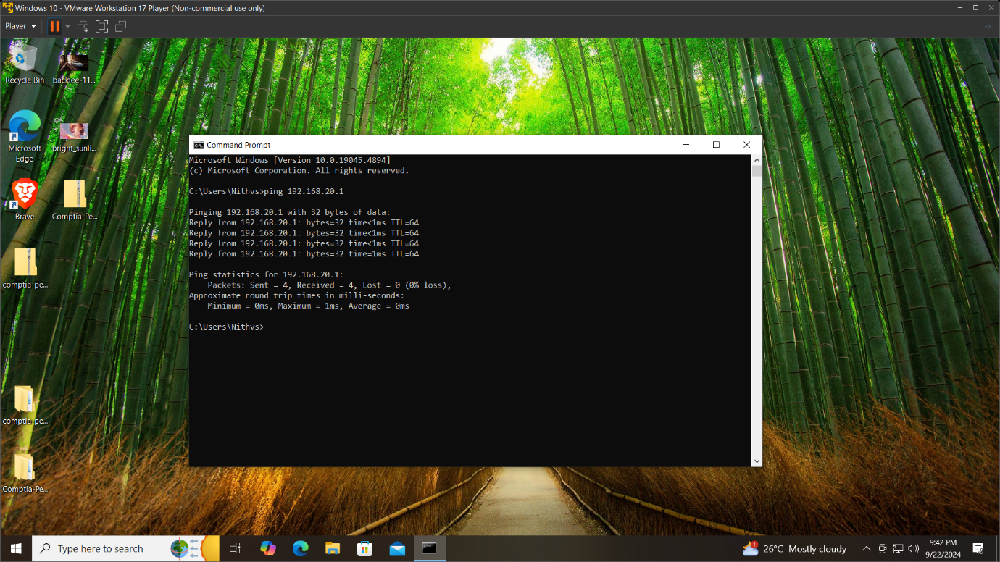 Windows 10 - VMware Workstation 17 Player (Non-commercial use only)
Player
Recycle Bin
backiee-11...
Microsoft
Edge
bright_sunli...
Brave
Comptia-Pe...
comptia-pe...
comptia-pe...
Comptia-Pe...
Command Prompt
Microsoft Windows [Version 10.0.19045.4894]
(c) Microsoft Corporation. All rights reserved.
C:\Users\Nithvs>ping 192.168.20.1
Pinging 192.168.20.1 with 32 bytes of data:
Reply from 192.168.20.1: bytes=32 time<1ms TTL=64
Reply from 192.168.20.1: bytes=32 time<1ms TTL=64
Reply from 192.168.20.1: bytes=32 time<1ms TTL=64
Reply from 192.168.20.1: bytes=32 time=1ms TTL=64
Ping statistics for 192.168.20.1:
Packets: Sent = 4, Received = 4, Lost = 0 (0% loss),
Approximate round trip times in milli-seconds:
Minimum = 0ms, Maximum = 1ms, Average = 0ms
C:\Users\Nithvs>
Type here to search
1
26°C Mostly cloudy
9:42 PM
9/22/2024